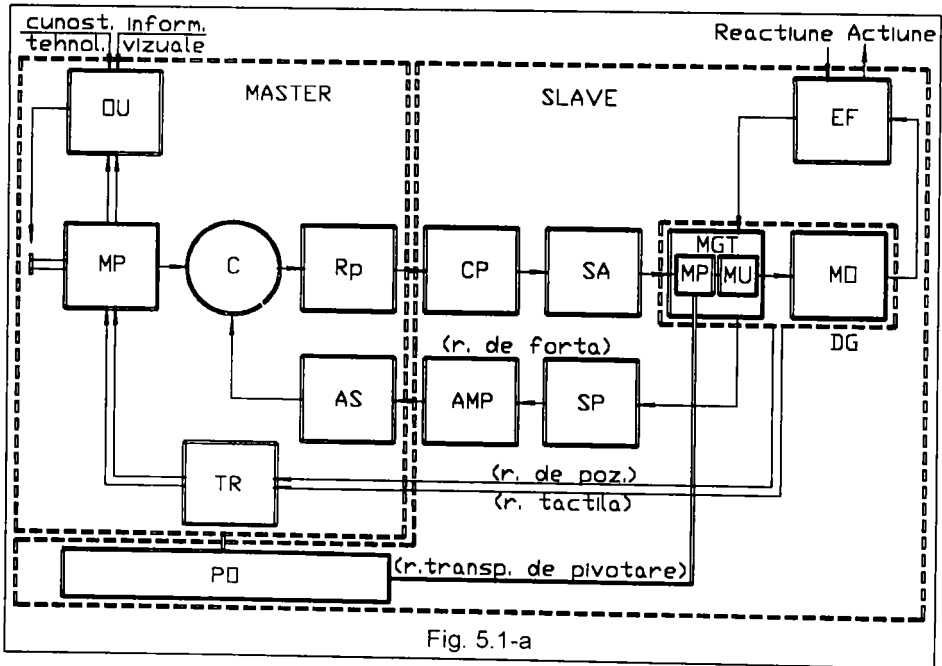 cunost. inform.
tehnol. vizuale
Reactiune Actiune
MASTER
SLAVE
OU
EF
MP
C
Rp
CP
SA
MGT
MP MU
MO
DG
(r. de forta)
AS
AMP
SP
TR
(r. de poz.)
(r. tactila)
PO
(r.transp. de pivotare)
Fig. 5.1-a